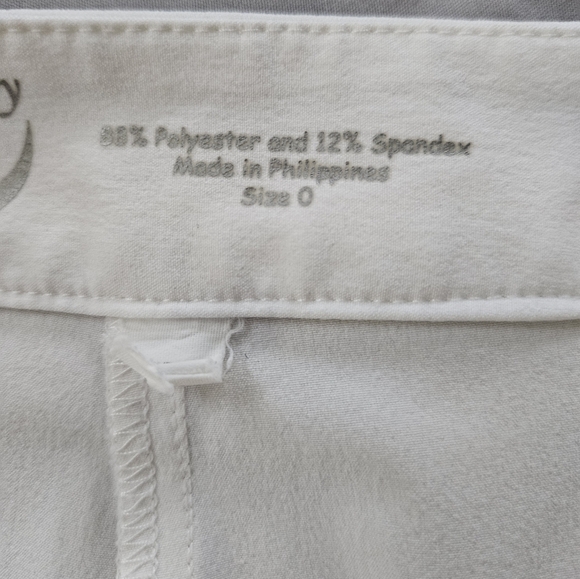 88% Polyester and 12% Spandex
Made in Philippines
Size 0
y